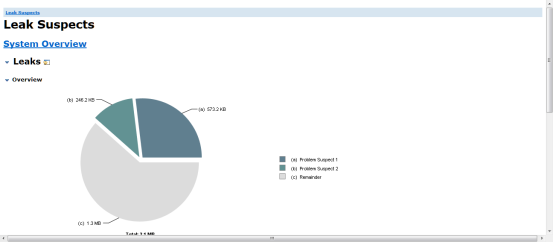 Leak Suspects
Leak Suspects
System Overview
Leaks
Overview
(b) 246.2 KB
(a) 573.2 KB
(a) Problem Suspect 1
(b) Problem Suspect 2
(c) Remainder
(c) 1.3 MB
Total: